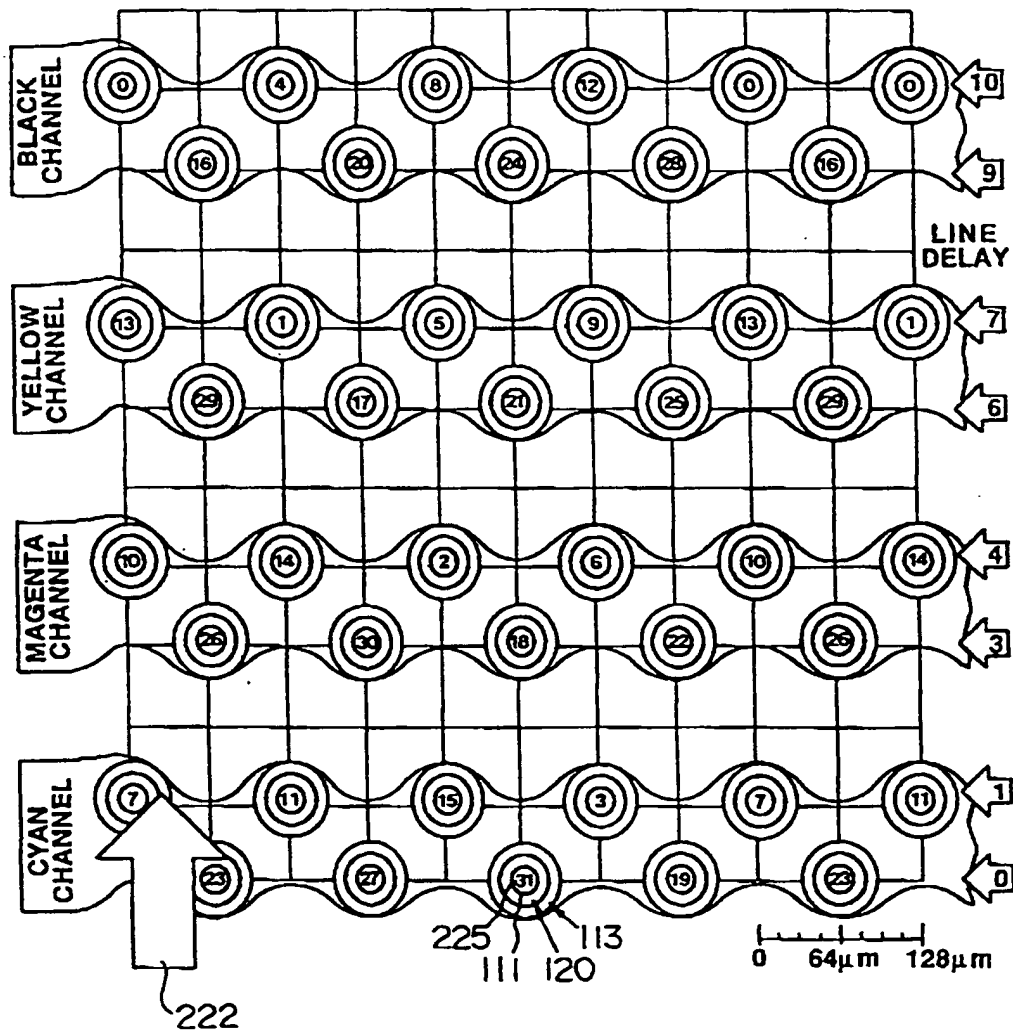 BLACK
CHANNEL
0 4 8 12 0 0
10
16 20 24 28 16
9
LINE
DELAY
YELLOW
CHANNEL
13 1 5 9 13 1
7
29 17 21 25 29
6
MAGENTA
CHANNEL
10 14 2 6 10 14
4
26 30 18 22 26
3
CYAN
CHANNEL
7 11 15 3 7 11
1
23 27 31 19 23
0
225 113
111 120
0 64µm 128µm
222